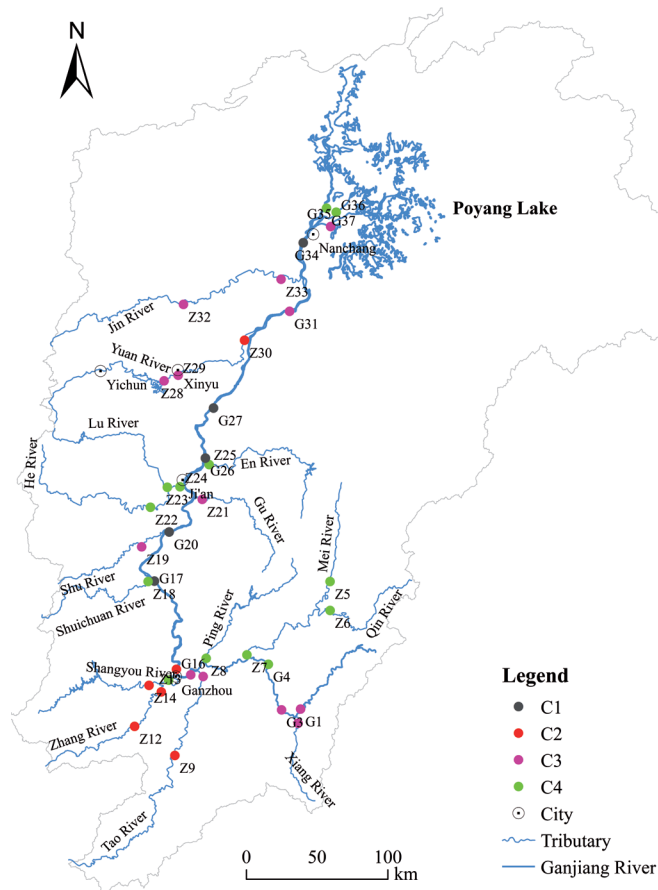 N
G36
G35
Poyang Lake
G37
Nanchang
G34
Z33
Z32
Jin River
G31
Yuan River
Z30
Z29
Yichun
Xinyu
Z28
Lu River
G27
He River
Z25
En River
G26
Z24
Ji'an
Z23
Z21
Z22
Gu River
Mei River
G20
Z19
Shu River
G17
Z18
Z5
Shuichuan River
Ping River
Z6
Qin River
G16
Z8
Z7
G4
Shangyou River
Z15
Ganzhou
Z14
Legend
G3
G1
C1
Zhang River
Z12
C2
Z9
Xiang River
C3
C4
City
Tao River
Tributary
0
50
100
km
Ganjiang River